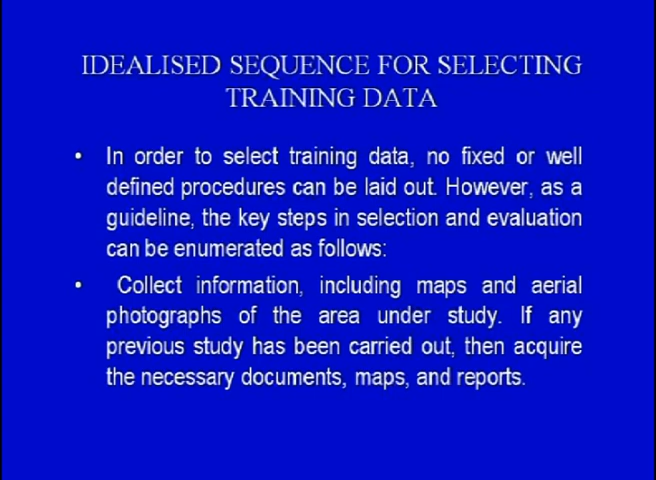 IDEALISED SEQUENCE FOR SELECTING
TRAINING DATA
• In order to select training data, no fixed or well
defined procedures can be laid out. However, as a
guideline, the key steps in selection and evaluation
can be enumerated as follows:
• Collect information, including maps and aerial
photographs of the area under study. If any
previous study has been carried out, then acquire
the necessary documents, maps, and reports.